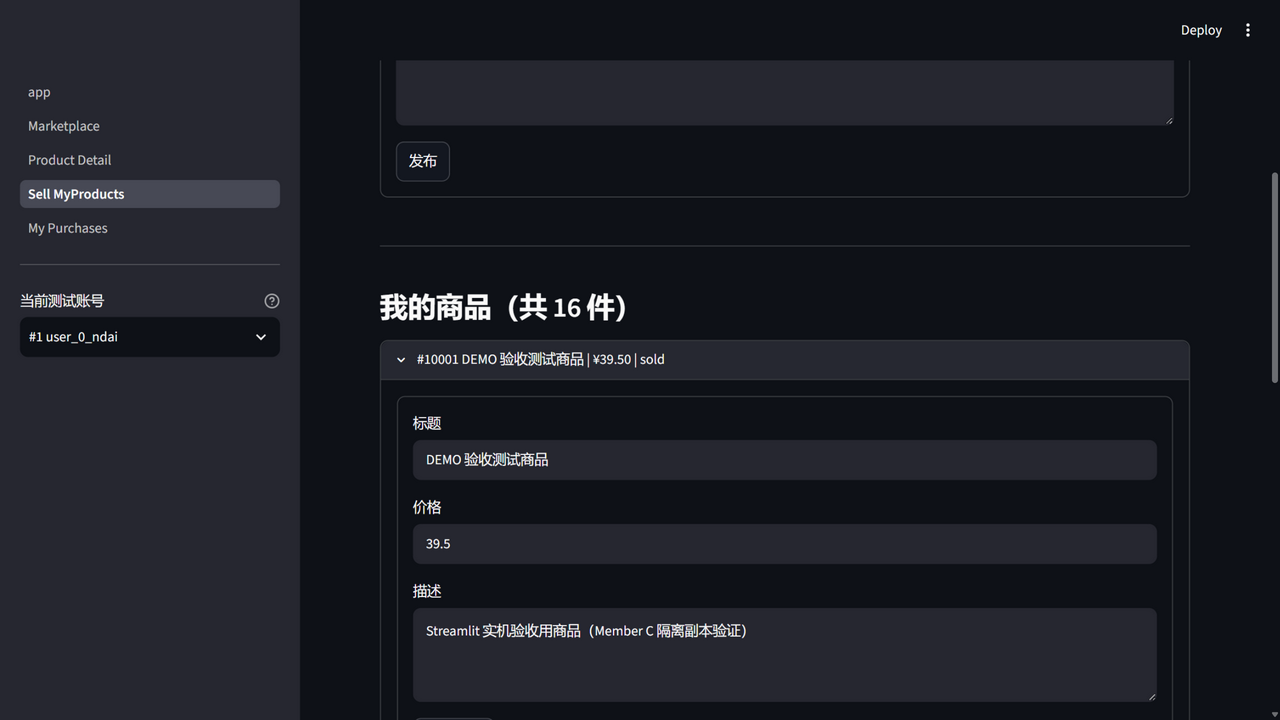 Deploy
app
Marketplace
Product Detail
Sell MyProducts
My Purchases
当前测试账号
#1 user_0_ndai
发布
我的商品（共 16 件）
#10001 DEMO 验收测试商品 | ¥39.50 | sold
标题
DEMO 验收测试商品
价格
39.5
描述
Streamlit 实机验收用商品（Member C 隔离副本验证）